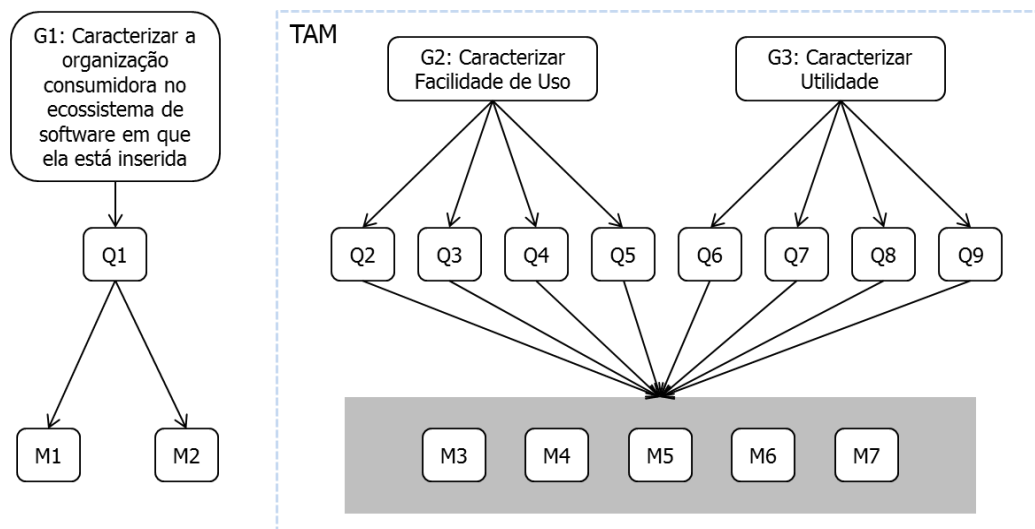 G1: Caracterizar a
organização
consumidora no
ecossistema de
software em que
ela está inserida
Q1
M1
M2
TAM
G2: Caracterizar
Facilidade de Uso
G3: Caracterizar
Utilidade
Q2
Q3
Q4
Q5
Q6
Q7
Q8
Q9
M3
M4
M5
M6
M7